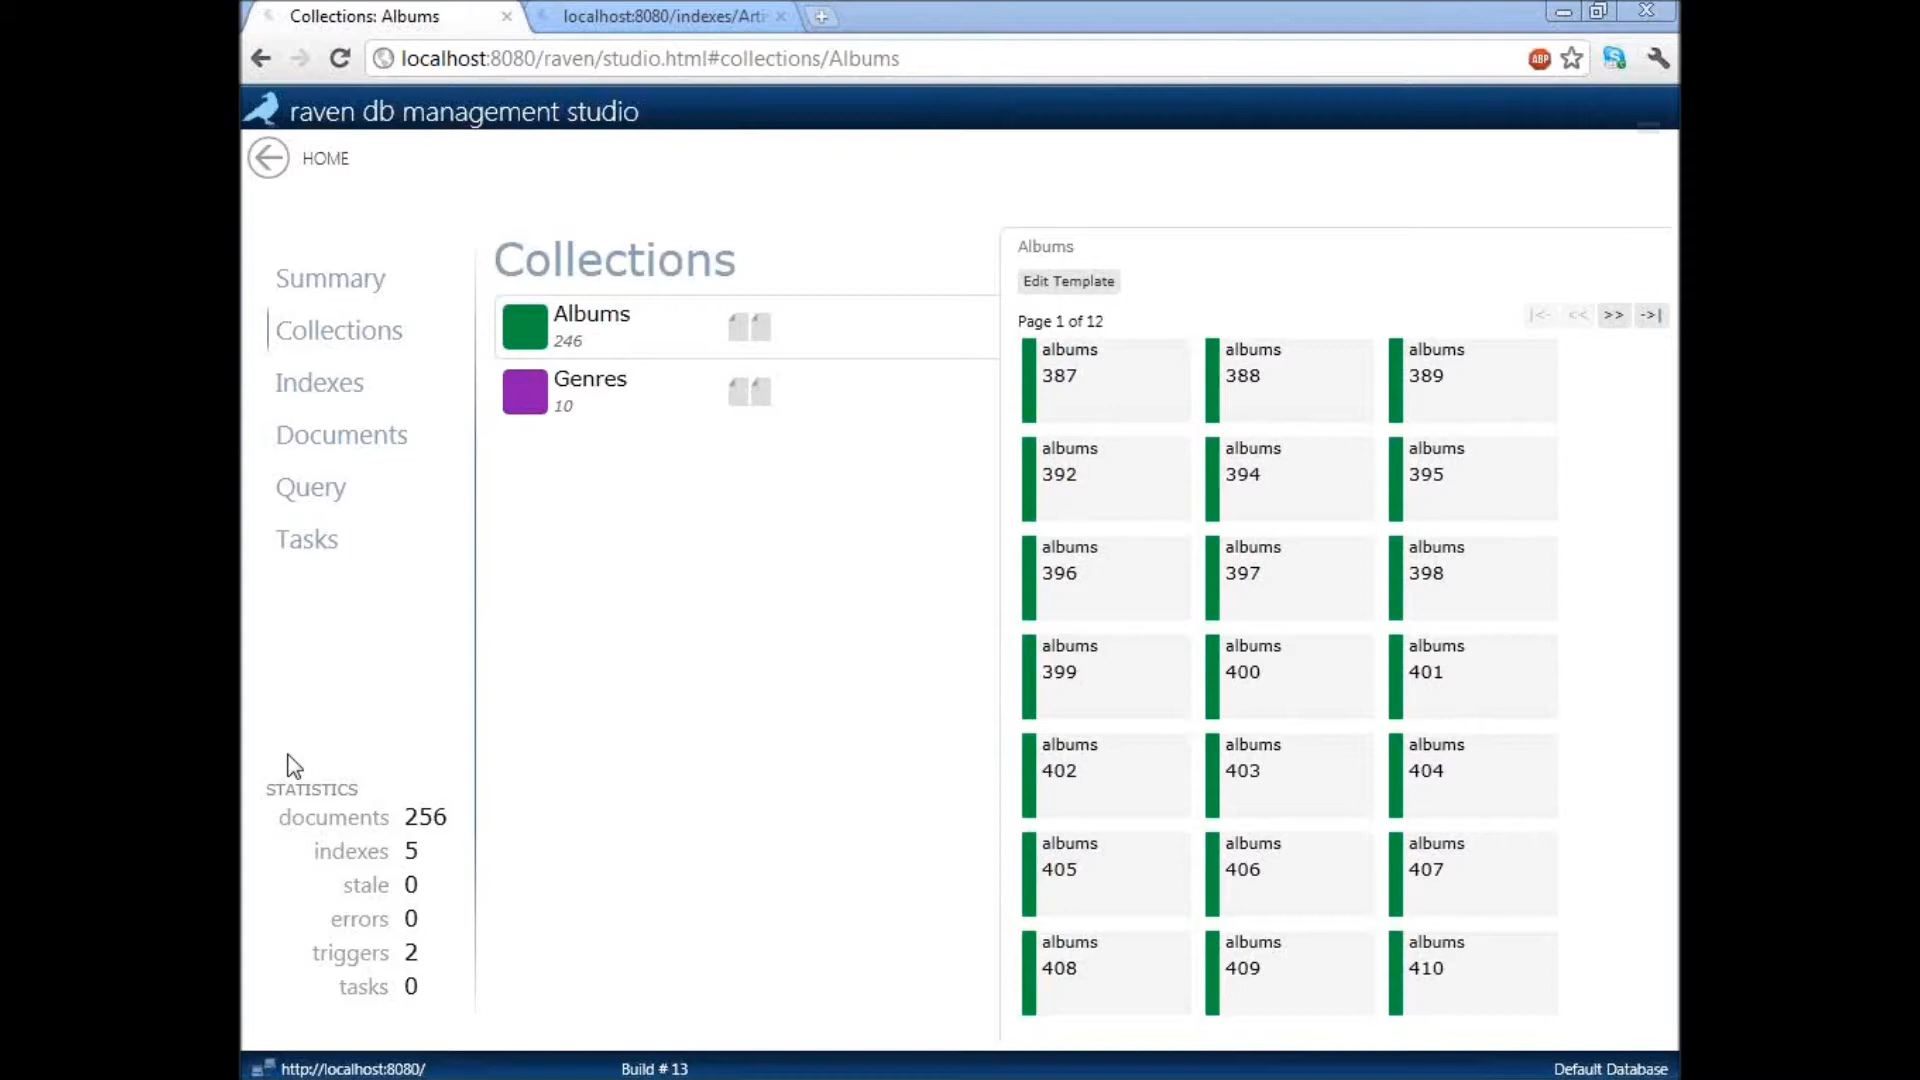 Collections: Albums
localhost:8080/indexes/Arti
localhost:8080/raven/studio.html#collections/Albums
ABP
raven db management studio
HOME
Summary
Collections
Indexes
Documents
Query
Tasks
STATISTICS
documents 256
indexes 5
stale 0
errors 0
triggers 2
tasks 0
Collections
Albums
246
Genres
10
Albums
Edit Template
Page 1 of 12
|<- << >> ->|
albums albums albums
387 388 389
albums albums albums
392 394 395
albums albums albums
396 397 398
albums albums albums
399 400 401
albums albums albums
402 403 404
albums albums albums
405 406 407
albums albums albums
408 409 410
http://localhost:8080/ Build # 13 Default Database